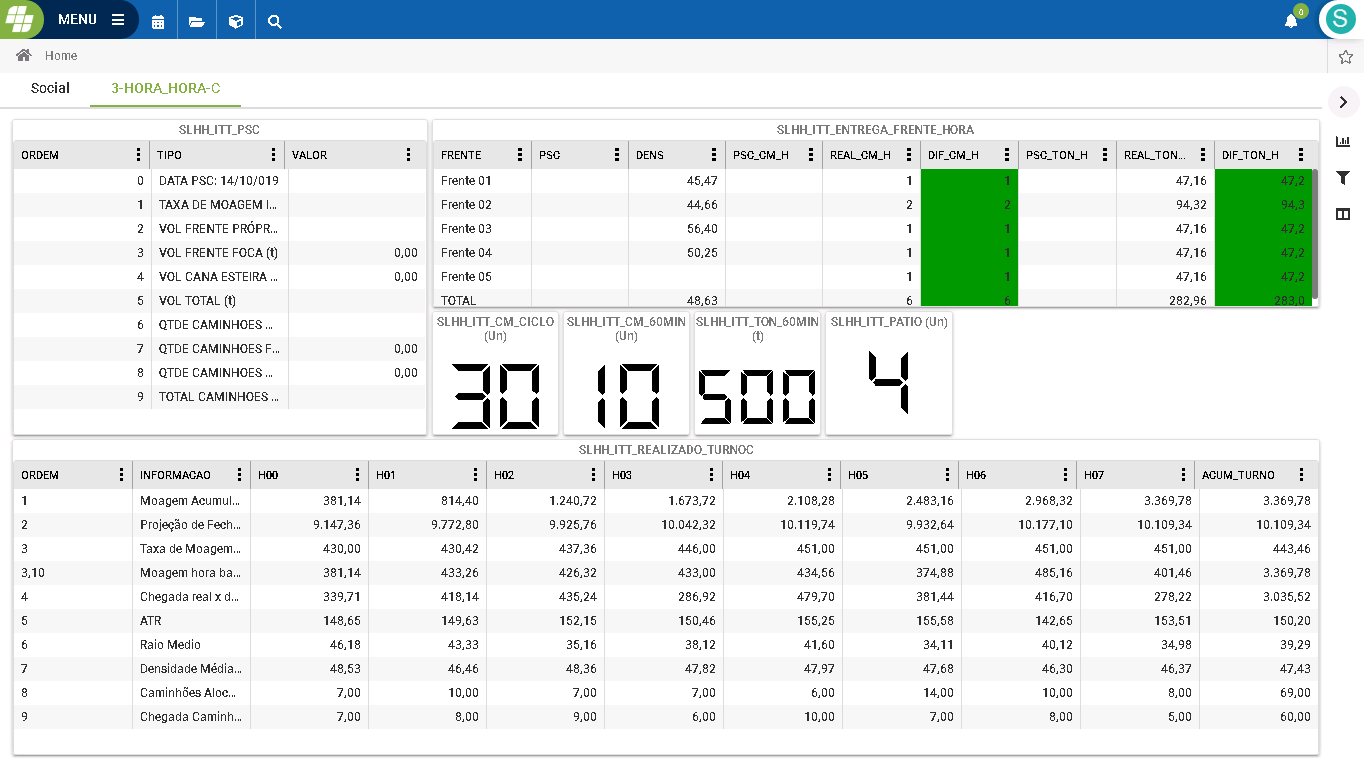 MENU
0
S
Home
Social 3-HORA_HORA-C
SLHH_ITT_PSC
ORDEM TIPO VALOR
0 DATA PSC: 14/10/019
1 TAXA DE MOAGEM I...
2 VOL FRENTE PRÓPR...
3 VOL FRENTE FOCA (t) 0,00
4 VOL CANA ESTEIRA ... 0,00
5 VOL TOTAL (t)
6 QTDE CAMINHOES ...
7 QTDE CAMINHOES F... 0,00
8 QTDE CAMINHOES ... 0,00
9 TOTAL CAMINHOES ...
SLHH_ITT_ENTREGA_FRENTE_HORA
FRENTE PSC DENS PSC_CM_H REAL_CM_H DIF_CM_H PSC_TON_H REAL_TON... DIF_TON_H
Frente 01 45,47 1 1 47,16 47,2
Frente 02 44,66 2 2 94,32 94,3
Frente 03 56,40 1 1 47,16 47,2
Frente 04 50,25 1 1 47,16 47,2
Frente 05 1 1 47,16 47,2
TOTAL 48,63 6 6 282,96 283,0
SLHH_ITT_CM_CICLO
(Un)
30
SLHH_ITT_CM_60MIN
(Un)
10
SLHH_ITT_TON_60MIN
(t)
500
SLHH_ITT_PATIO (Un)
4
SLHH_ITT_REALIZADO_TURNOC
ORDEM INFORMACAO H00 H01 H02 H03 H04 H05 H06 H07 ACUM_TURNO
1 Moagem Acumul... 381,14 814,40 1.240,72 1.673,72 2.108,28 2.483,16 2.968,32 3.369,78 3.369,78
2 Projeção de Fech... 9.147,36 9.772,80 9.925,76 10.042,32 10.119,74 9.932,64 10.177,10 10.109,34 10.109,34
3 Taxa de Moagem... 430,00 430,42 437,36 446,00 451,00 451,00 451,00 451,00 443,46
3,10 Moagem hora ba... 381,14 433,26 426,32 433,00 434,56 374,88 485,16 401,46 3.369,78
4 Chegada real x d... 339,71 418,14 435,24 286,92 479,70 381,44 416,70 278,22 3.035,52
5 ATR 148,65 149,63 152,15 150,46 155,25 155,58 142,65 153,51 150,20
6 Raio Medio 46,18 43,33 35,16 38,12 41,60 34,11 40,12 34,98 39,29
7 Densidade Média... 48,53 46,46 48,36 47,82 47,97 47,68 46,30 46,37 47,43
8 Caminhões Aloc... 7,00 10,00 7,00 7,00 6,00 14,00 10,00 8,00 69,00
9 Chegada Caminh... 7,00 8,00 9,00 6,00 10,00 7,00 8,00 5,00 60,00